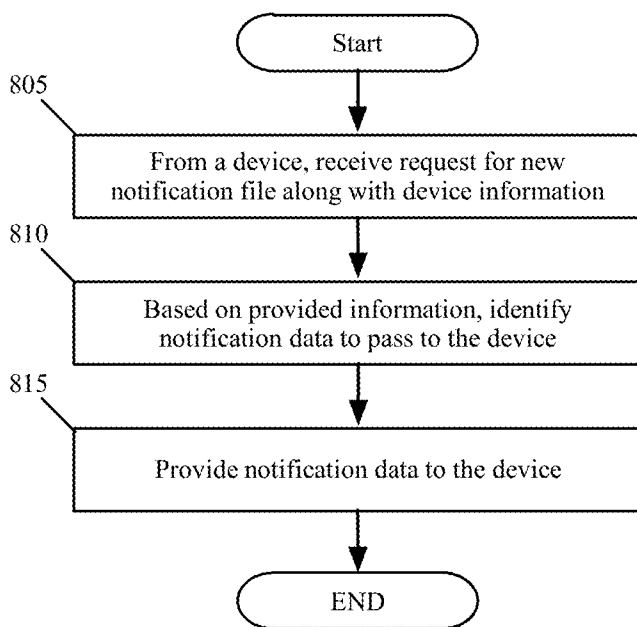 Start
805
From a device, receive request for new
notification file along with device information
810
Based on provided information, identify
notification data to pass to the device
815
Provide notification data to the device
END